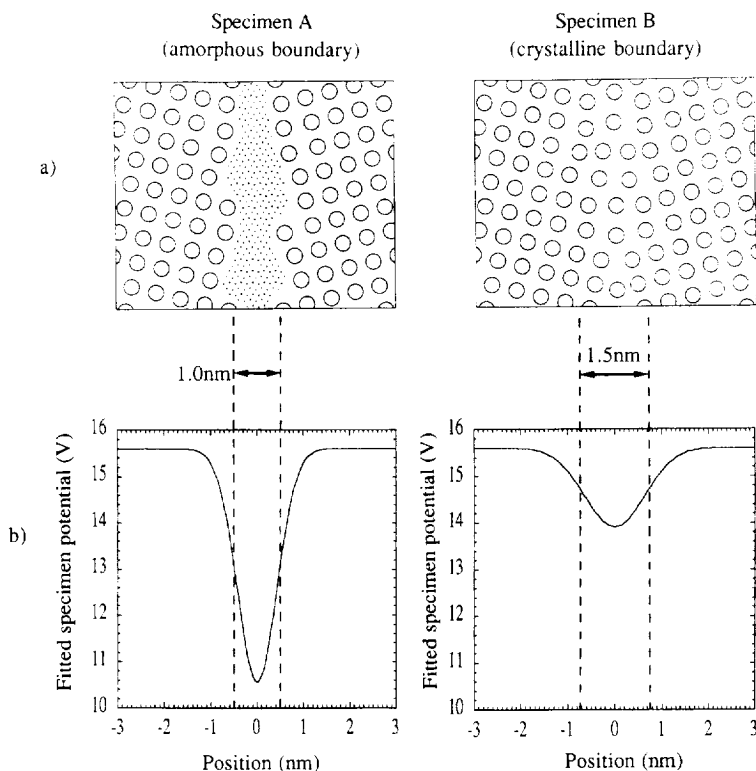 Specimen A
(amorphous boundary)
Specimen B
(crystalline boundary)
a)
1.0nm
1.5nm
b)
Fitted specimen potential (V)
16
15
14
13
12
11
10
-3 -2 -1 0 1 2 3
Position (nm)
Fitted specimen potential (V)
16
15
14
13
12
11
10
-3 -2 -1 0 1 2 3
Position (nm)